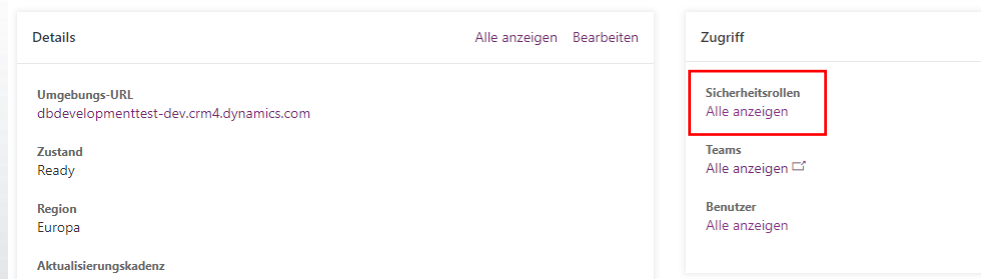 Details
Alle anzeigen Bearbeiten
Umgebungs-URL
dbdevelopmenttest-dev.crm4.dynamics.com
Zustand
Ready
Region
Europa
Aktualisierungskadenz
Zugriff
Sicherheitsrollen
Alle anzeigen
Teams
Alle anzeigen
Benutzer
Alle anzeigen